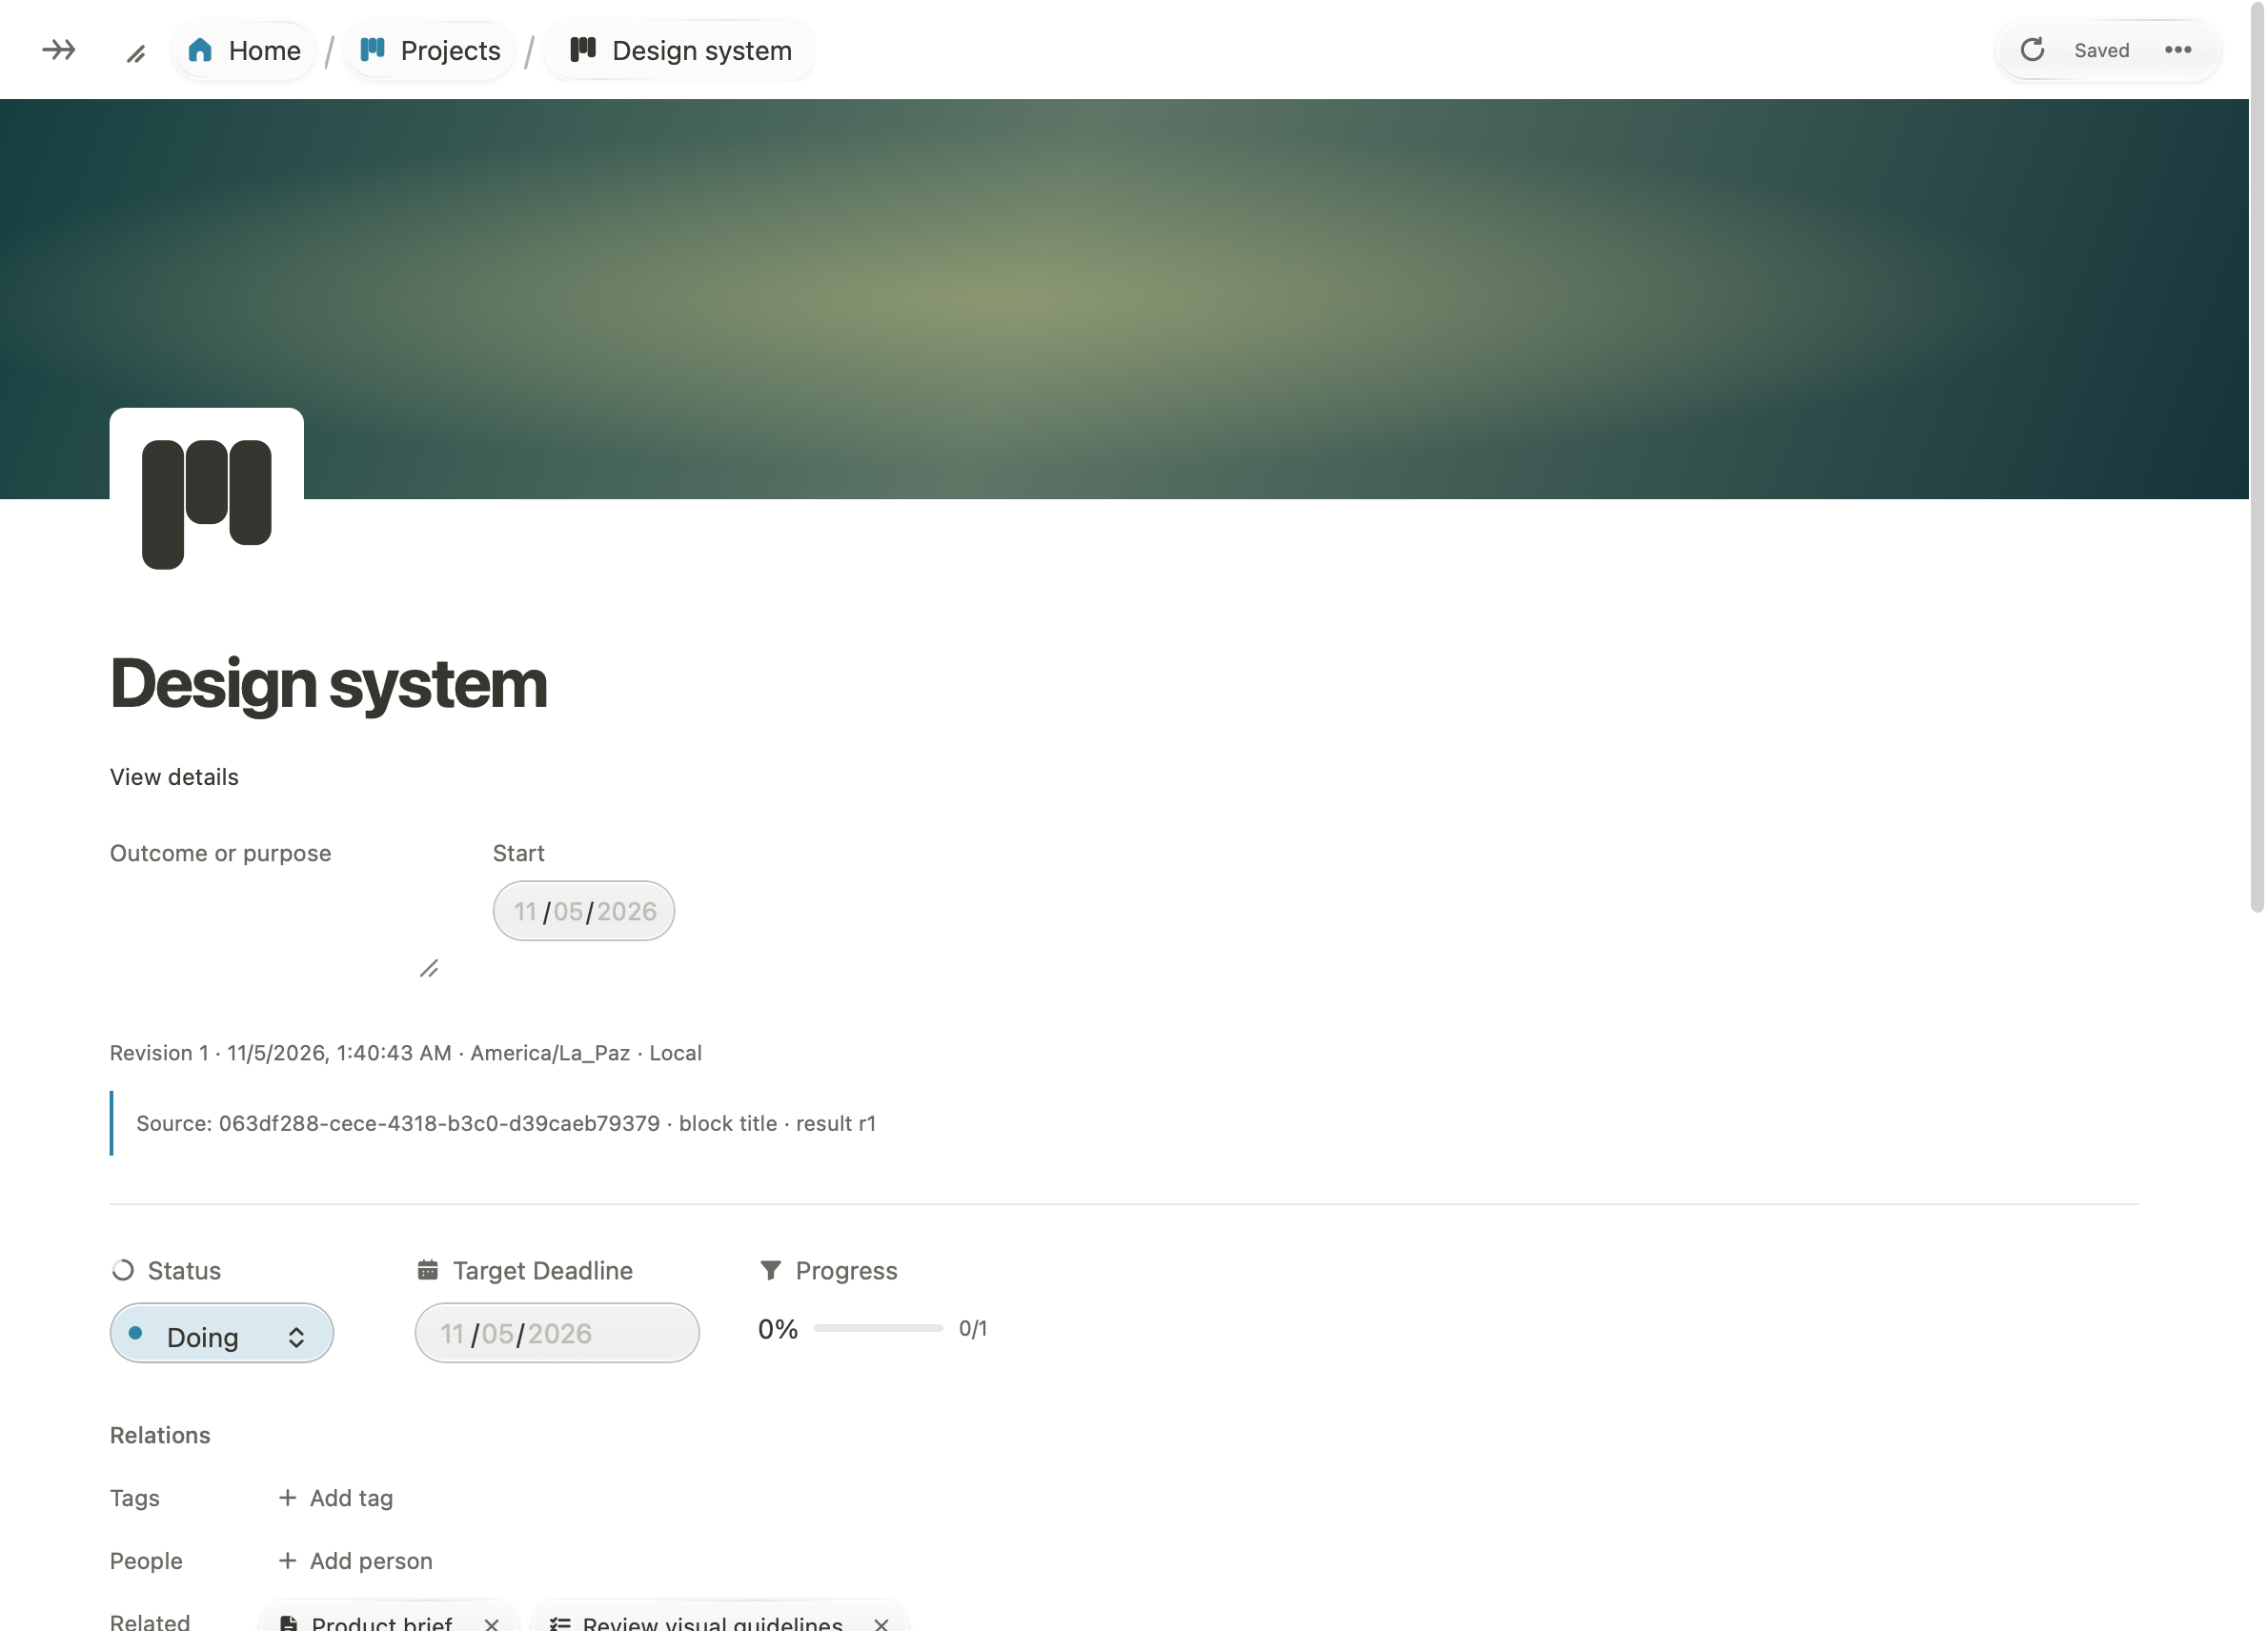 Home / Projects / Design system
Saved
Design system
View details
Outcome or purpose
Start
11/05/2026
Revision 1 · 11/5/2026, 1:40:43 AM · America/La_Paz · Local
Source: 063df288-cece-4318-b3c0-d39caeb79379 · block title · result r1
Status
Target Deadline
Progress
Doing
11/05/2026
0%
0/1
Relations
Tags
Add tag
People
Add person
Related
Product brief
Review visual guidelines